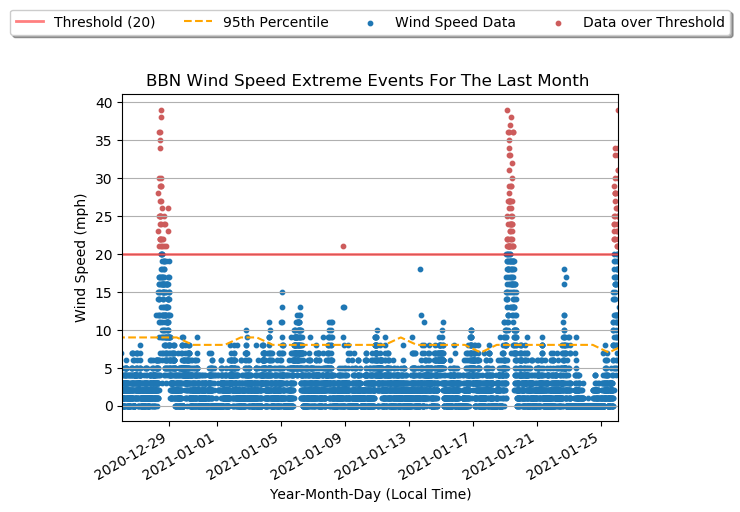 Threshold (20) 95th Percentile Wind Speed Data Data over Threshold
BBN Wind Speed Extreme Events For The Last Month
Wind Speed (mph)
40
35
30
25
20
15
10
5
0
2020-12-29 2021-01-01 2021-01-05 2021-01-09 2021-01-13 2021-01-17 2021-01-21 2021-01-25
Year-Month-Day (Local Time)